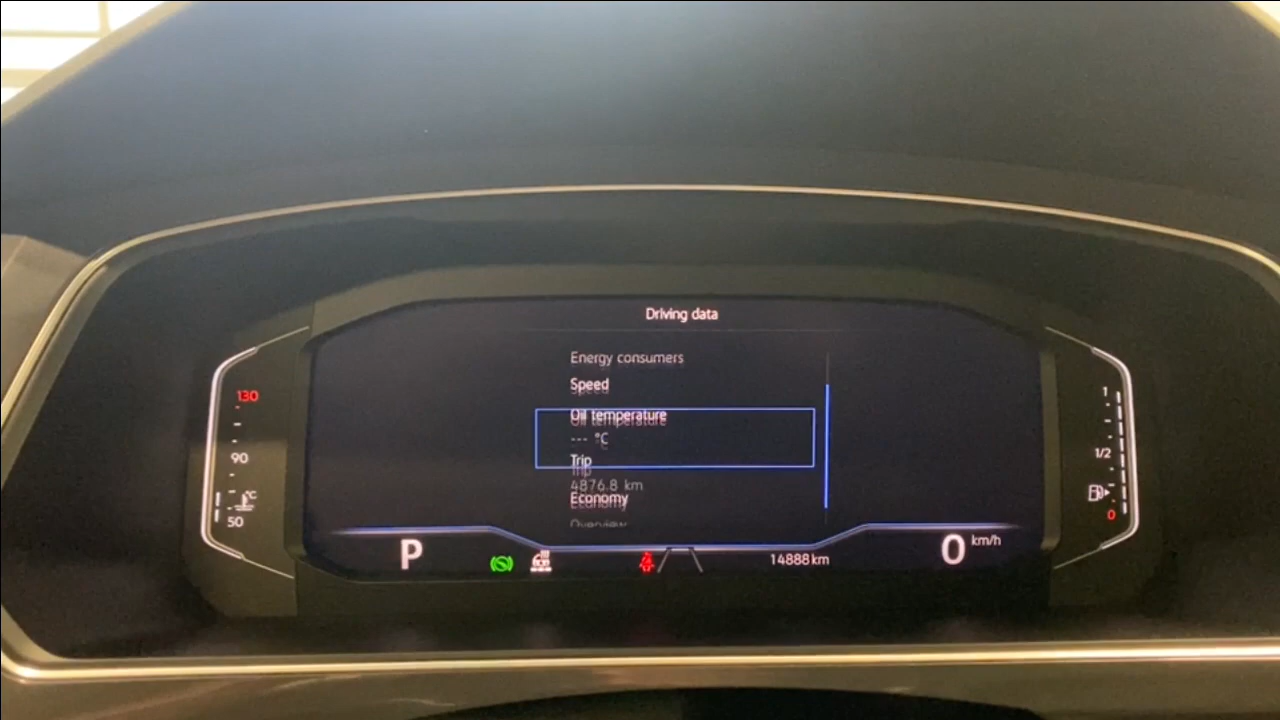 Driving data
Energy consumers
Speed
Oil temperature
--- °C
Trip
4876.8 km
Economy
Overview
130
90
°C
50
1
1/2
0
P
14888 km
0 km/h